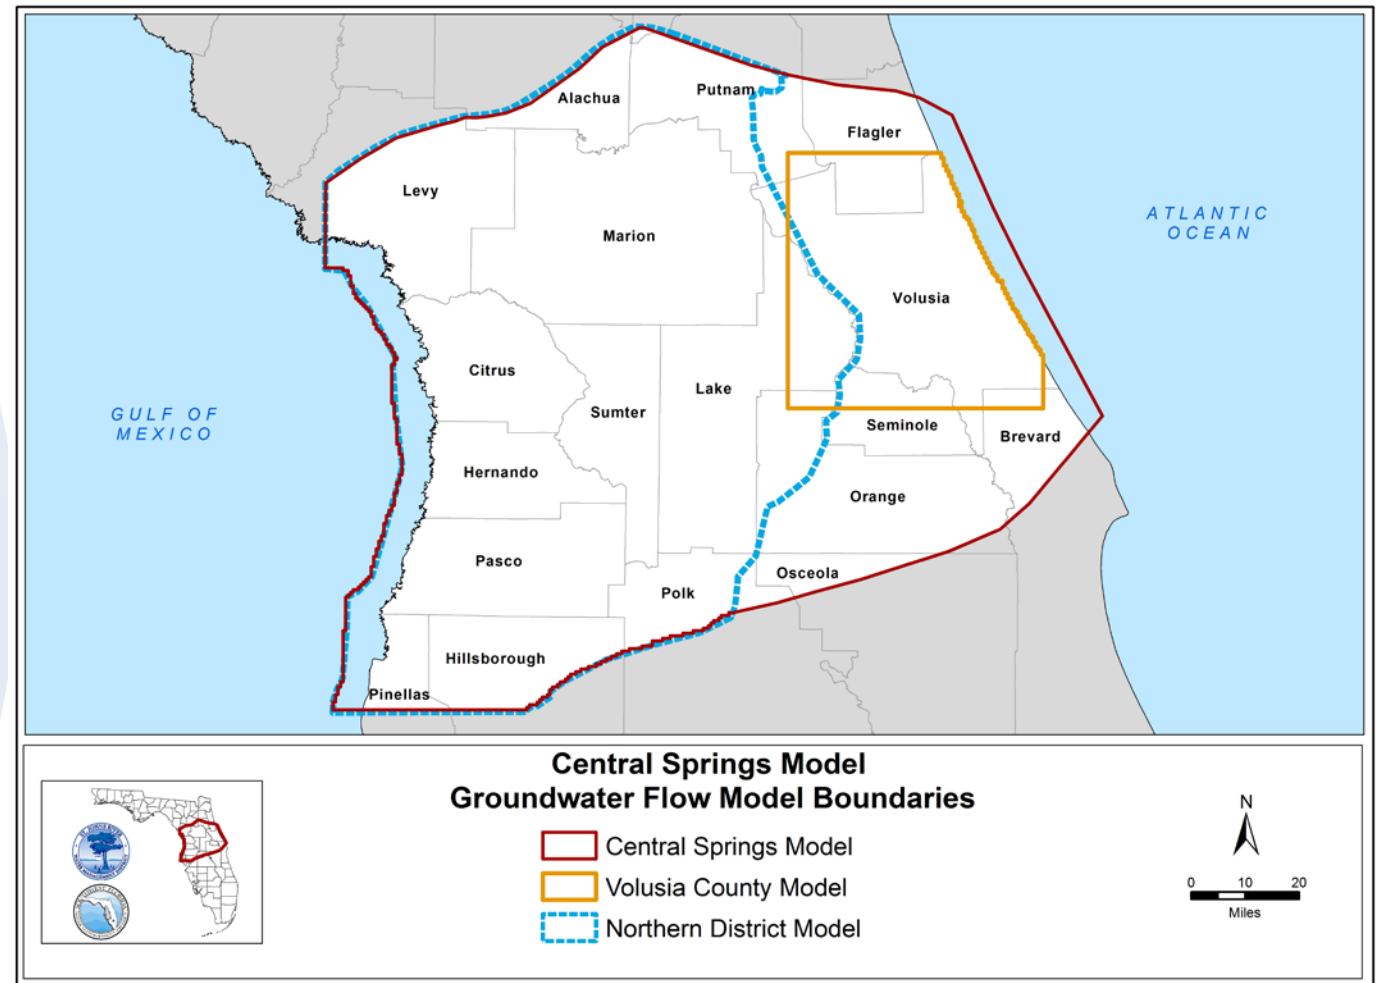 Alachua
Putnam
Flagler
Levy
Marion
ATLANTIC
OCEAN
Volusia
Citrus
Lake
Sumter
GULF OF
MEXICO
Seminole
Brevard
Hernando
Orange
Pasco
Osceola
Polk
Hillsborough
Pinellas
Central Springs Model
Groundwater Flow Model Boundaries
Central Springs Model
Volusia County Model
Northern District Model
N
0 10 20
Miles